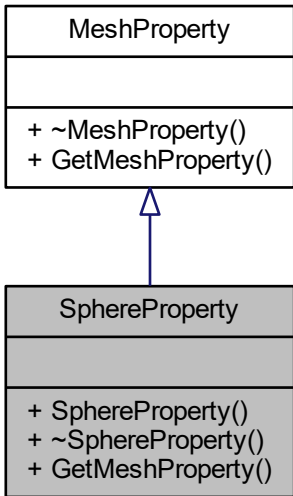 MeshProperty
+ ~MeshProperty()
+ GetMeshProperty()
SphereProperty
+ SphereProperty()
+ ~SphereProperty()
+ GetMeshProperty()